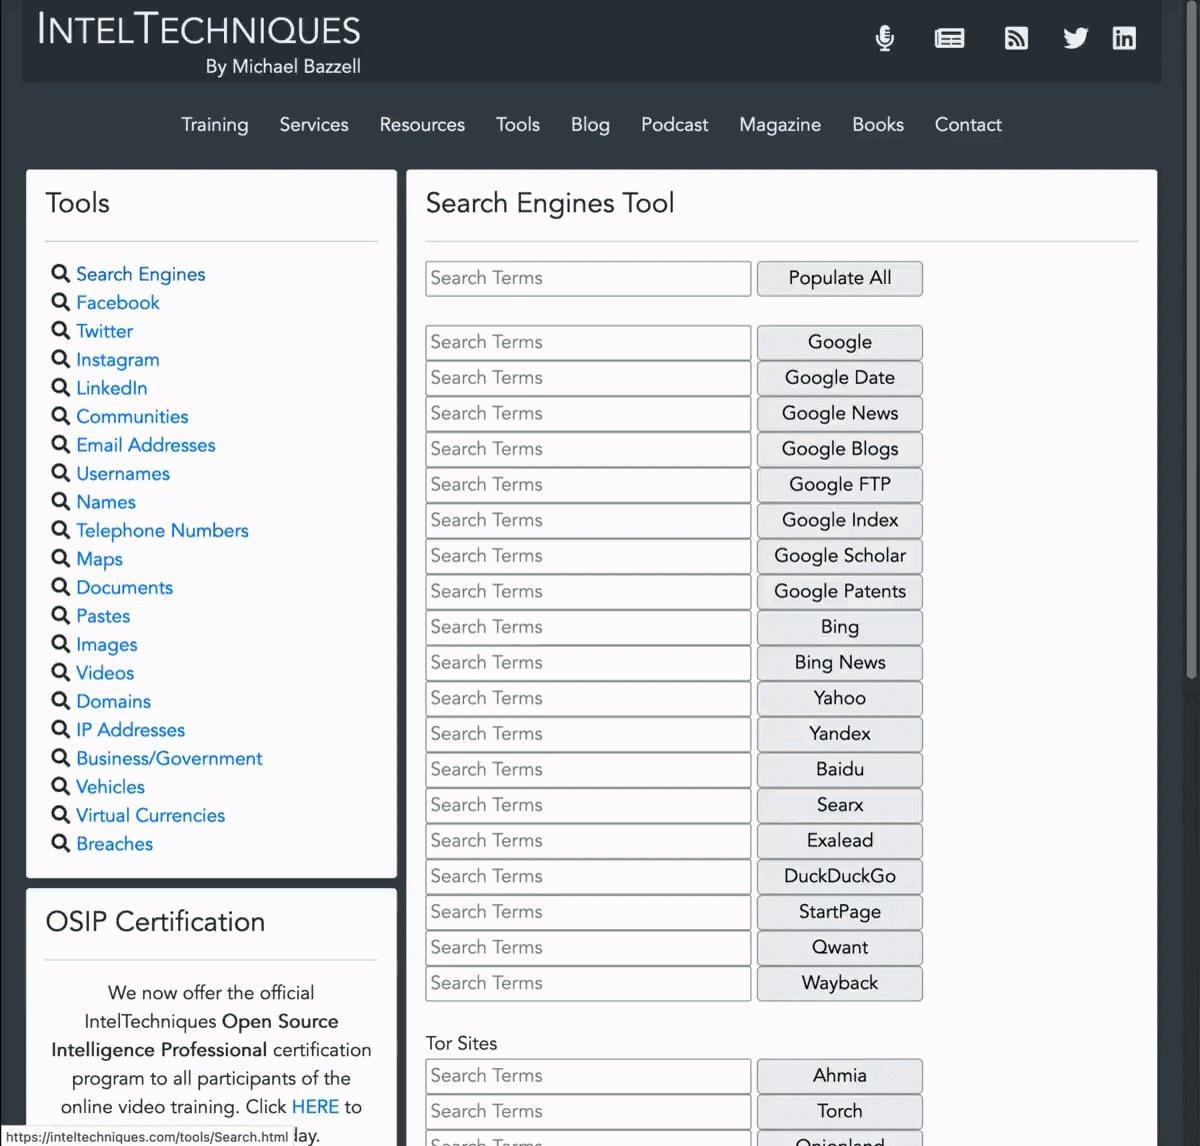 INTELTECHNIQUES
By Michael Bazzell
Training Services Resources Tools Blog Podcast Magazine Books Contact
Tools
Search Engines
Facebook
Twitter
Instagram
LinkedIn
Communities
Email Addresses
Usernames
Names
Telephone Numbers
Maps
Documents
Pastes
Images
Videos
Domains
IP Addresses
Business/Government
Vehicles
Virtual Currencies
Breaches
OSIP Certification
We now offer the official
IntelTechniques Open Source
Intelligence Professional certification
program to all participants of the
online video training. Click HERE to
lay.
https://inteltechniques.com/tools/Search.html
Search Engines Tool
Search Terms Populate All
Search Terms Google
Search Terms Google Date
Search Terms Google News
Search Terms Google Blogs
Search Terms Google FTP
Search Terms Google Index
Search Terms Google Scholar
Search Terms Google Patents
Search Terms Bing
Search Terms Bing News
Search Terms Yahoo
Search Terms Yandex
Search Terms Baidu
Search Terms Searx
Search Terms Exalead
Search Terms DuckDuckGo
Search Terms StartPage
Search Terms Qwant
Search Terms Wayback
Tor Sites
Search Terms Ahmia
Search Terms Torch
Search Terms Onionland